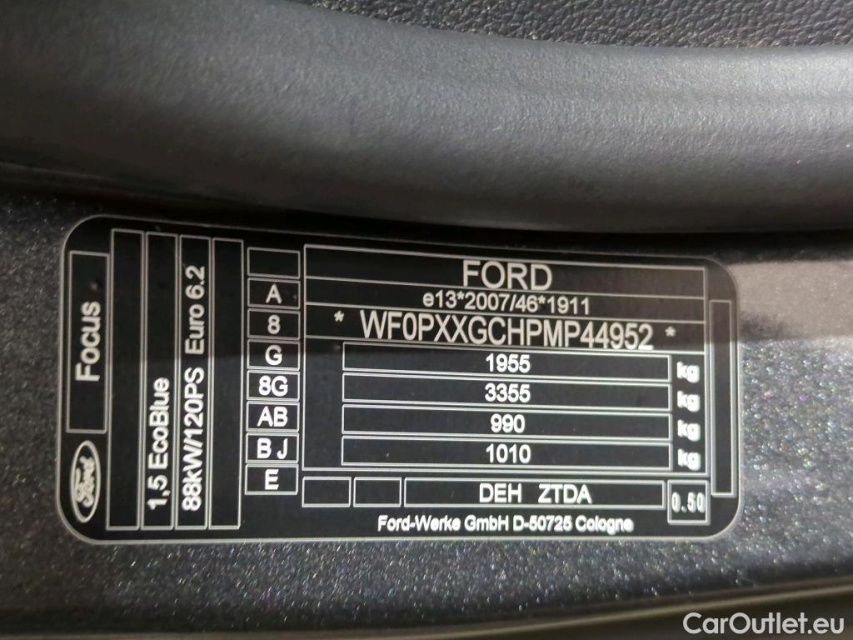 Focus
Ford
1,5 EcoBlue
88kW/120PS Euro 6.2
A
8
G
8G
AB
BJ
E
FORD
e13*2007/46*1911
* WF0PXXGCHPMP44952 *
1955 kg
3355 kg
990 kg
1010 kg
DEH ZTDA 0.50
Ford-Werke GmbH D-50725 Cologne
CarOutlet.eu